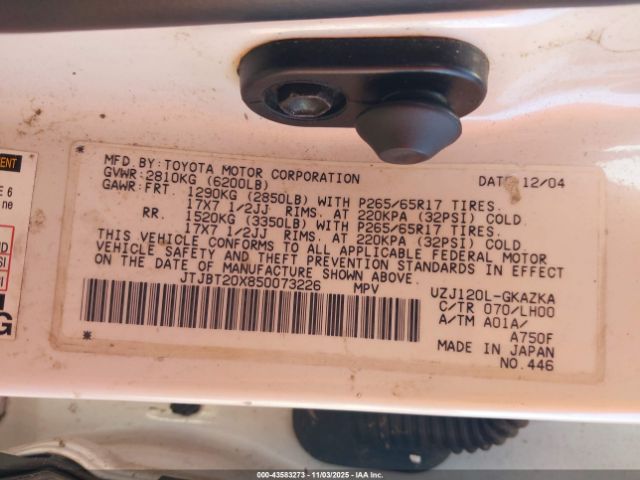 MFD. BY: TOYOTA MOTOR CORPORATION DATE 12/04
GVWR: 2810KG (6200LB)
GAWR: FRT. 1290KG (2850LB) WITH P265/65R17 TIRES.
17X7 1/2JJ RIMS. AT 220KPA (32PSI) COLD.
RR. 1520KG (3350LB) WITH P265/65R17 TIRES.
17X7 1/2JJ RIMS. AT 220KPA (32PSI) COLD.
THIS VEHICLE CONFORMS TO ALL APPLICABLE FEDERAL MOTOR
VEHICLE SAFETY AND THEFT PREVENTION STANDARDS IN EFFECT
ON THE DATE OF MANUFACTURE SHOWN ABOVE.
JTJBT20X850073226 MPV
UZJ120L-GKAZKA
C/TR 070/LH00
A/TM A01A/
A750F
MADE IN JAPAN
NO.446
00-43583273 - 11/03/2025 - IAAI.COM